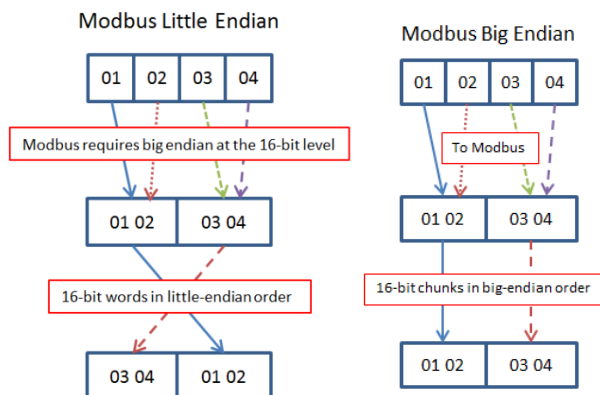 Modbus Little Endian
01 02 03 04
Modbus requires big endian at the 16-bit level
01 02 03 04
16-bit words in little-endian order
03 04 01 02
Modbus Big Endian
01 02 03 04
To Modbus
01 02 03 04
16-bit chunks in big-endian order
01 02 03 04